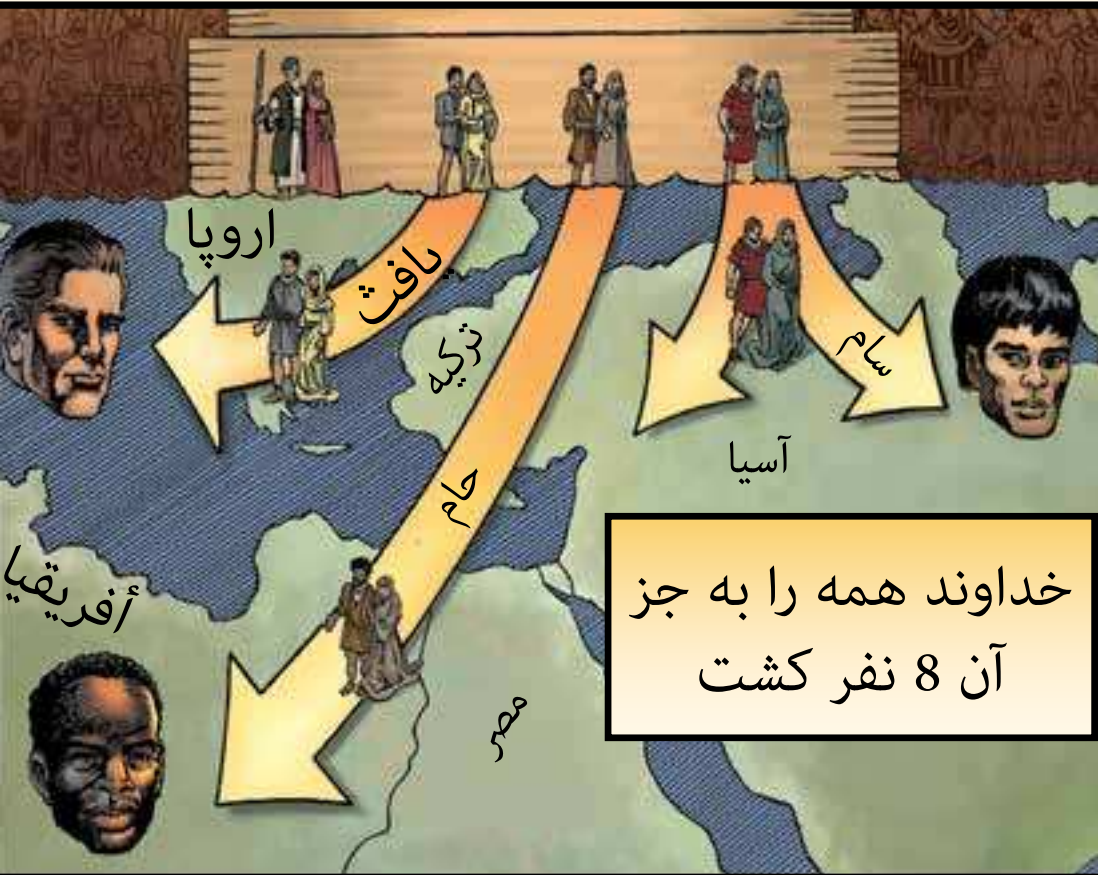 اروپا
یافث
ترکیه
سام
آسیا
حام
أفریقیا
خداوند همه را به جز
آن 8 نفر کشت
مصر